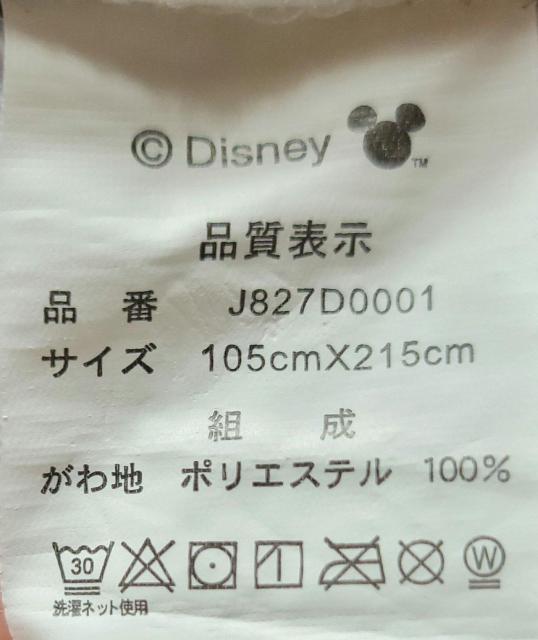 © Disney ™
品質表示
品 番 J827D0001
サイズ 105cmX215cm
組 成
がわ地 ポリエステル 100%
30 W
洗濯ネット使用